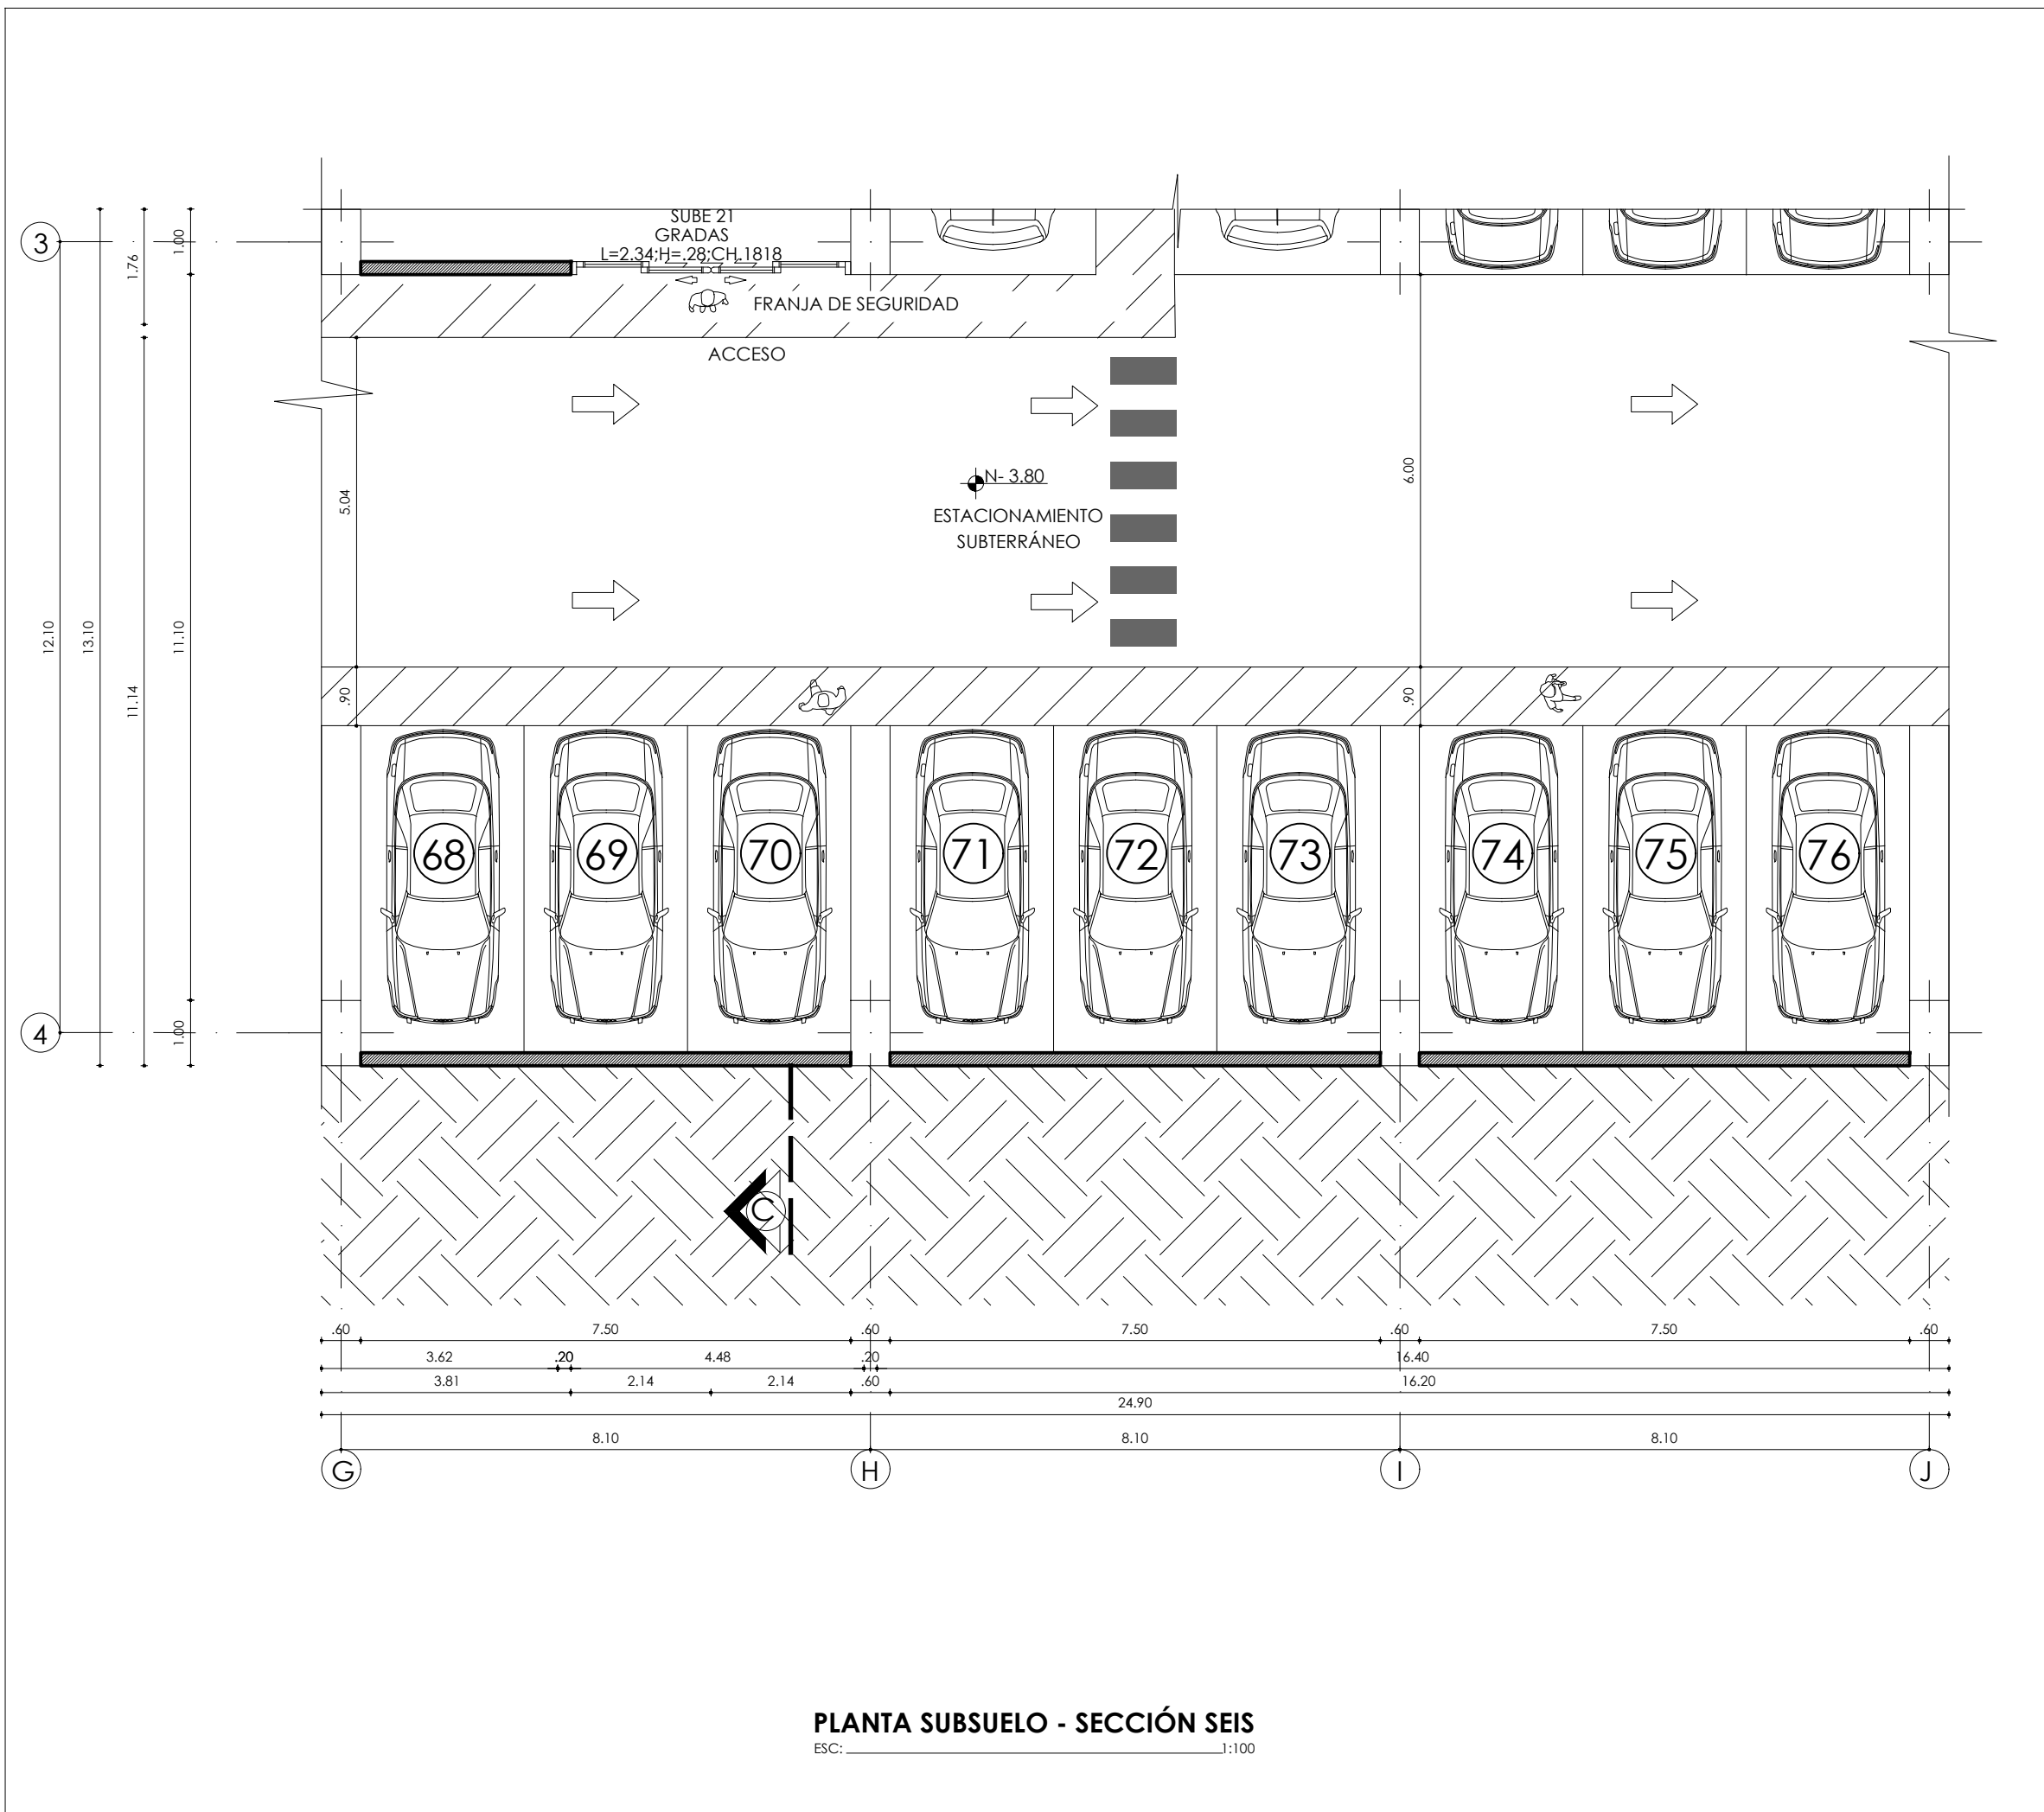 SUBE 21
GRADAS
L=2.34;H=.28;CH.1818
3
1.00
1.76
FRANJA DE SEGURIDAD
ACCESO
N- 3.80
ESTACIONAMIENTO
SUBTERRÁNEO
5.04
6.00
12.10
13.10
11.14
11.10
.90
.90
68
69
70
71
72
73
74
75
76
4
1.00
C
.60
7.50
.60
7.50
.60
7.50
.60
3.62
.20
4.48
.20
16.40
3.81
2.14
2.14
.60
16.20
24.90
8.10
8.10
8.10
G
H
I
J
PLANTA SUBSUELO - SECCIÓN SEIS
ESC: 1:100